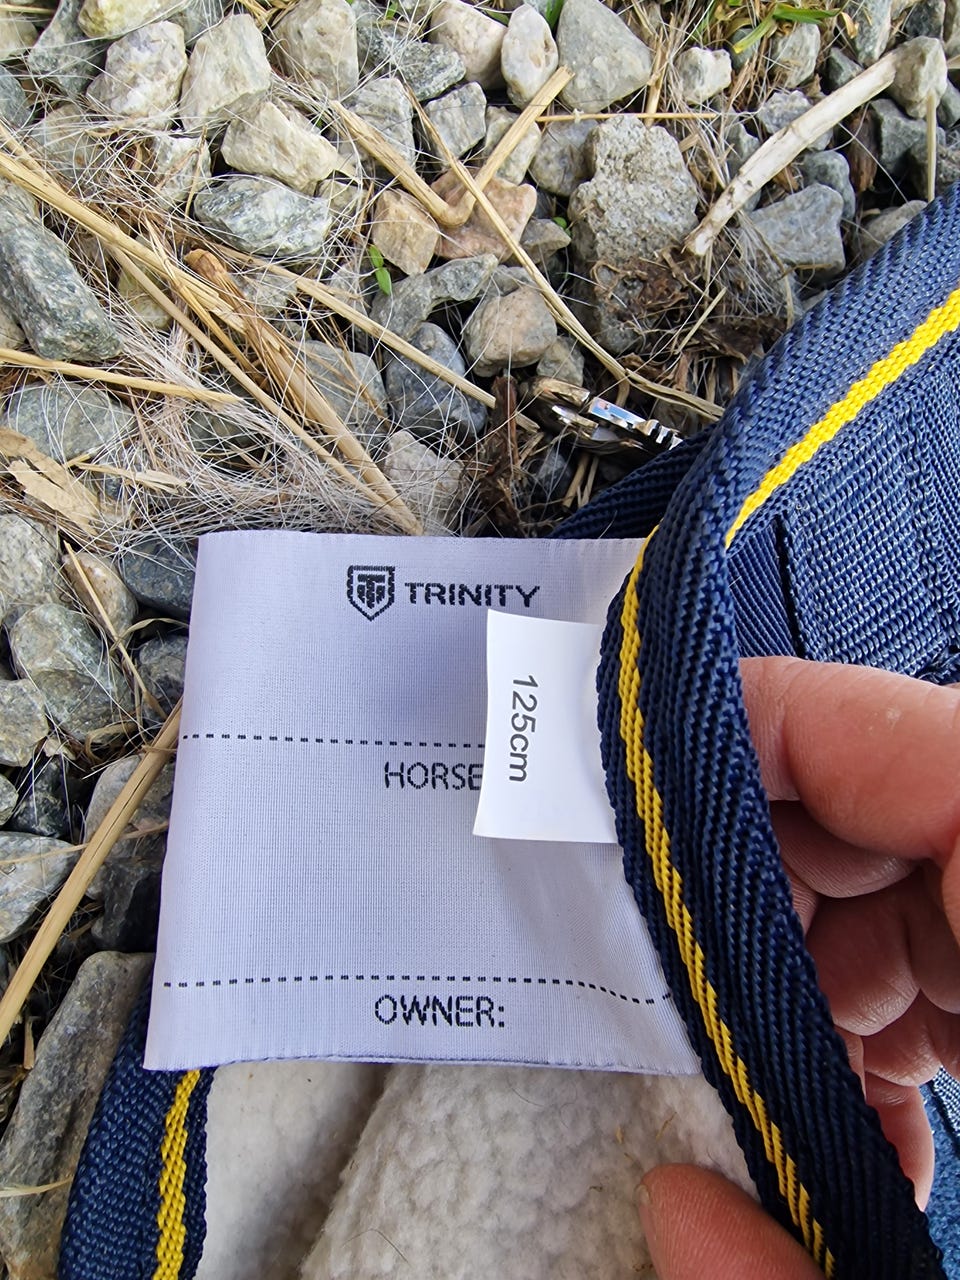 TRINITY
125cm
HORSE
OWNER: